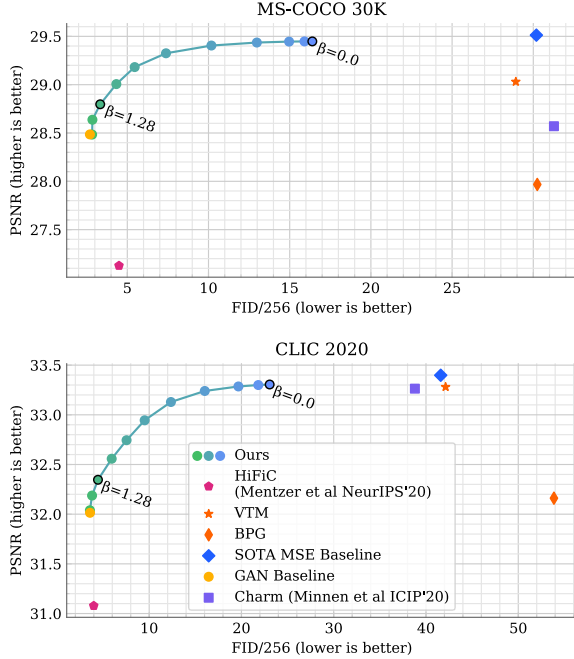 MS-COCO 30K
PSNR (higher is better)
29.5
29.0
28.5
28.0
27.5
β=0.0
β=1.28
5
10
15
20
25
FID/256 (lower is better)
CLIC 2020
PSNR (higher is better)
33.5
33.0
32.5
32.0
31.5
31.0
β=0.0
β=1.28
Ours
HiFiC
(Mentzer et al NeurIPS'20)
VTM
BPG
SOTA MSE Baseline
GAN Baseline
Charm (Minnen et al ICIP'20)
10
20
30
40
50
FID/256 (lower is better)